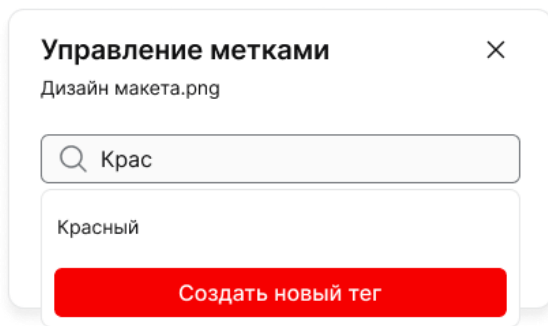 Управление метками
Дизайн макета.png
Крас
Красный
Создать новый тег